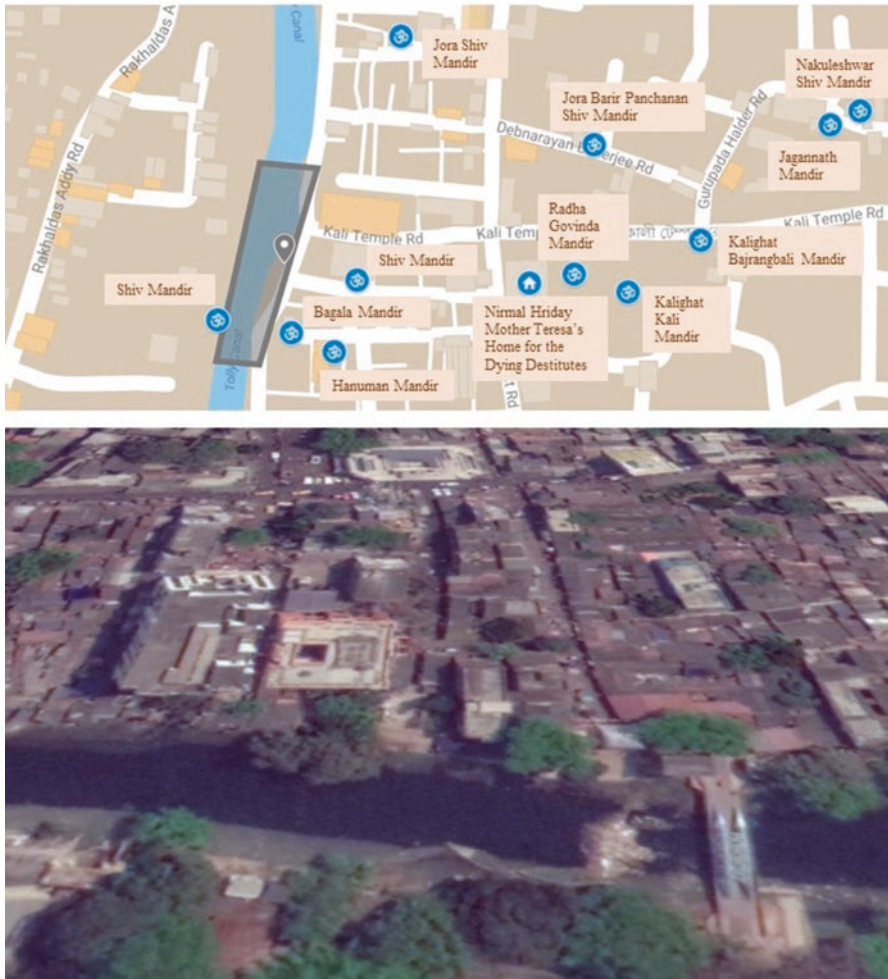 Rakhaldas A
Canal
Jora Shiv
Mandir
Nakuleshwar
Shiv Mandir
Jora Barir Panchanan
Shiv Mandir
Debnarayan Banerjee Rd
Gurupada Halder Rd
Jagannath
Mandir
Rakhaldas Addy Rd
Radha
Govinda
Mandir
Kali Temple Rd
Kali Temp
কালী টেম্প
Kali Temple Rd
Kalighat
Bajrangbali Mandir
Shiv Mandir
Shiv Mandir
Bagala Mandir
Nirmal Hriday
Mother Teresa's
Home for the
Dying Destitutes
Kalighat
Kali
Mandir
Hanuman Mandir
Tolly Canal
t Rd